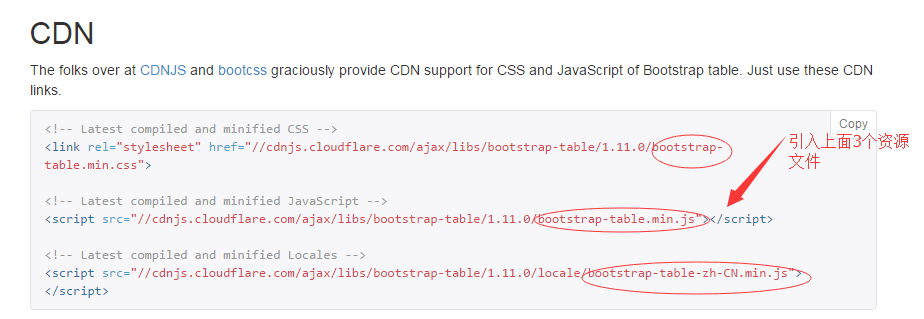 CDN
The folks over at CDNJS and bootcss graciously provide CDN support for CSS and JavaScript of Bootstrap table. Just use these CDN
links.
Copy
<!-- Latest compiled and minified CSS -->
<link rel="stylesheet" href="//cdnjs.cloudflare.com/ajax/libs/bootstrap-table/1.11.0/bootstrap-
table.min.css">
引入上面3个资源
文件
<!-- Latest compiled and minified JavaScript -->
<script src="//cdnjs.cloudflare.com/ajax/libs/bootstrap-table/1.11.0/bootstrap-table.min.js"></script>
<!-- Latest compiled and minified Locales -->
<script src="//cdnjs.cloudflare.com/ajax/libs/bootstrap-table/1.11.0/locale/bootstrap-table-zh-CN.min.js">
</script>